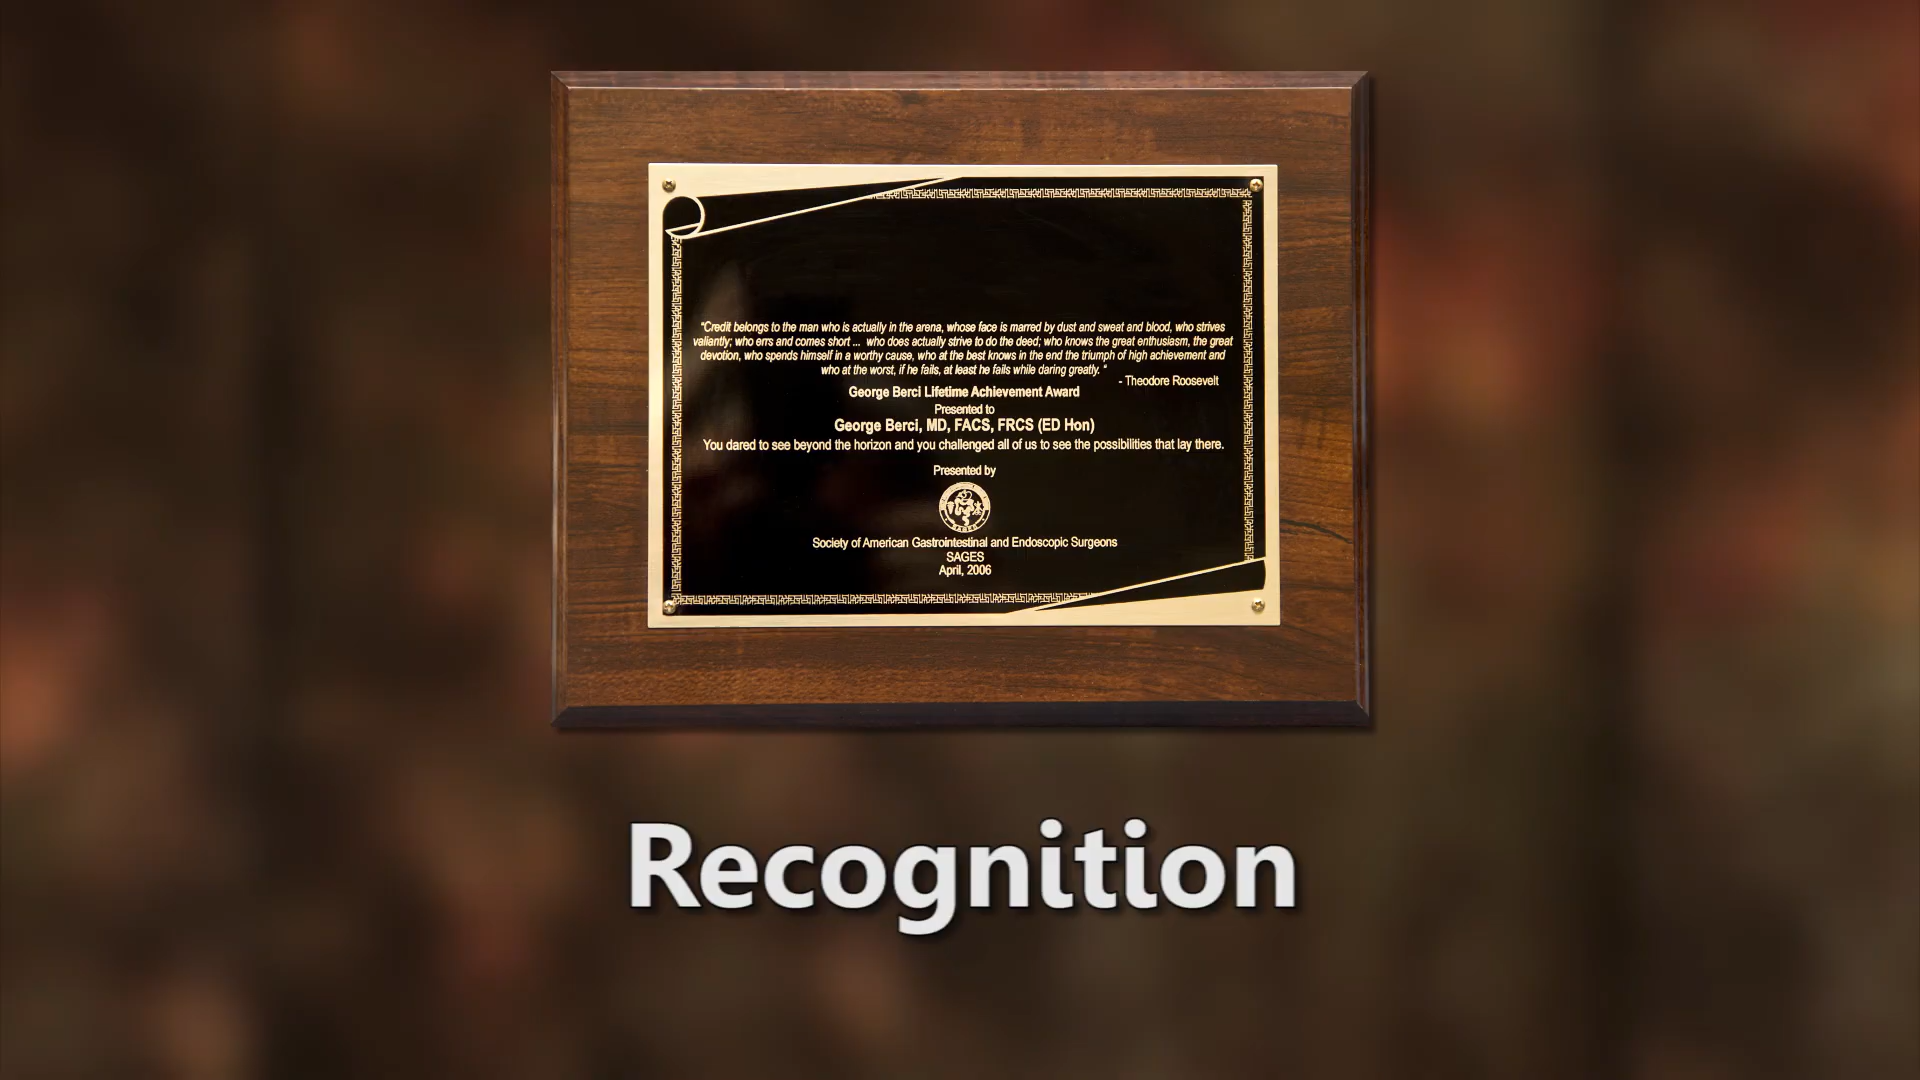 "Credit belongs to the man who is actually in the arena, whose face is marred by dust and sweat and blood, who strives
valiantly; who errs and comes short ... who does actually strive to do the deed; who knows the great enthusiasm, the great
devotion, who spends himself in a worthy cause, who at the best knows in the end the triumph of high achievement and
who at the worst, if he fails, at least he fails while daring greatly. "
- Theodore Roosevelt
George Berci Lifetime Achievement Award
Presented to
George Berci, MD, FACS, FRCS (ED Hon)
You dared to see beyond the horizon and you challenged all of us to see the possibilities that lay there.
Presented by
Society of American Gastrointestinal and Endoscopic Surgeons
SAGES
April, 2006
Recognition